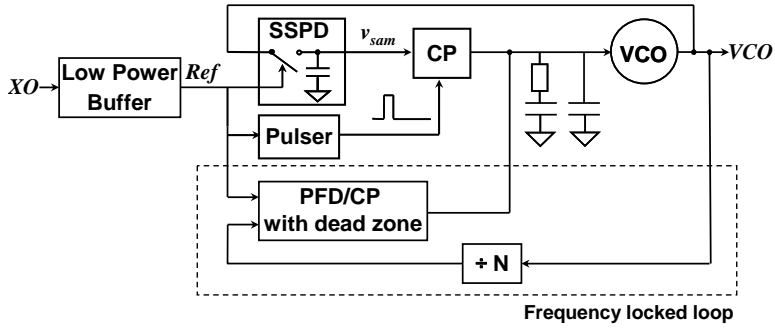 SSPD
v_sam
CP
VCO
VCO
XO
Low Power
Buffer
Ref
Pulser
PFD/CP
with dead zone
÷ N
Frequency locked loop